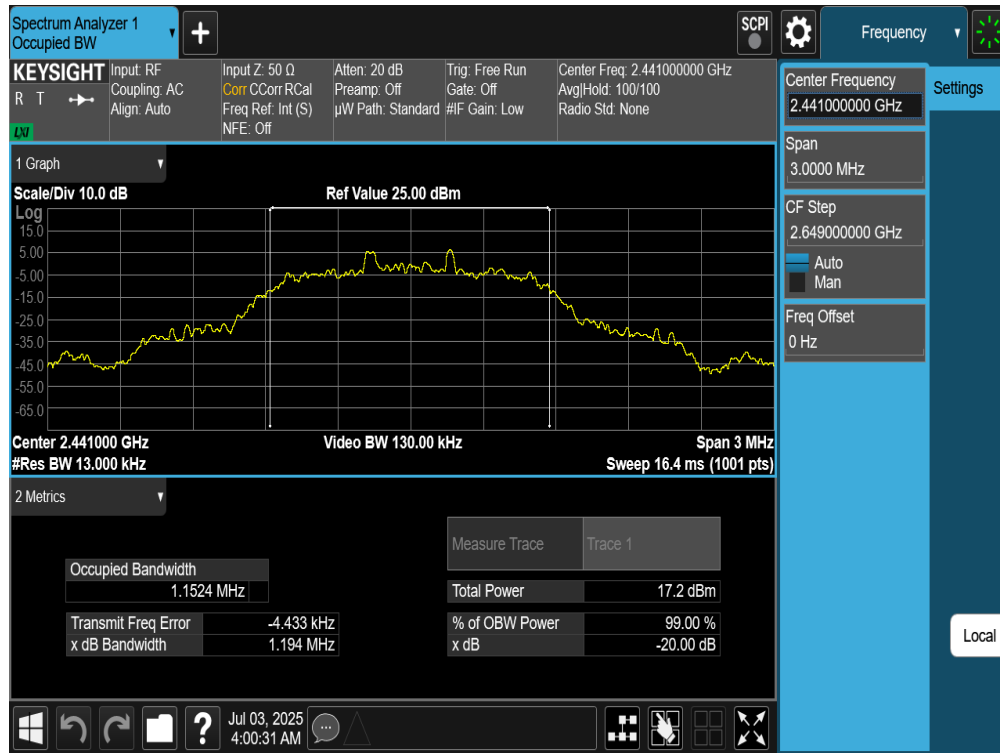 Spectrum Analyzer 1
Occupied BW
+
SCPI
Frequency
KEYSIGHT
R T
LXI
Input: RF
Coupling: AC
Align: Auto
Input Z: 50 Ω
Corr CCorr RCal
Freq Ref: Int (S)
NFE: Off
Atten: 20 dB
Preamp: Off
µW Path: Standard
Trig: Free Run
Gate: Off
#IF Gain: Low
Center Freq: 2.441000000 GHz
Avg|Hold: 100/100
Radio Std: None
1 Graph
Scale/Div 10.0 dB
Ref Value 25.00 dBm
Log
15.0
5.00
-5.00
-15.0
-25.0
-35.0
-45.0
-55.0
-65.0
Center 2.441000 GHz
Video BW 130.00 kHz
Span 3 MHz
#Res BW 13.000 kHz
Sweep 16.4 ms (1001 pts)
2 Metrics
Measure Trace
Trace 1
Occupied Bandwidth
1.1524 MHz
Total Power
17.2 dBm
Transmit Freq Error
-4.433 kHz
% of OBW Power
99.00 %
x dB Bandwidth
1.194 MHz
x dB
-20.00 dB
Center Frequency
2.441000000 GHz
Settings
Span
3.0000 MHz
CF Step
2.649000000 GHz
Auto
Man
Freq Offset
0 Hz
Local
?
Jul 03, 2025
4:00:31 AM